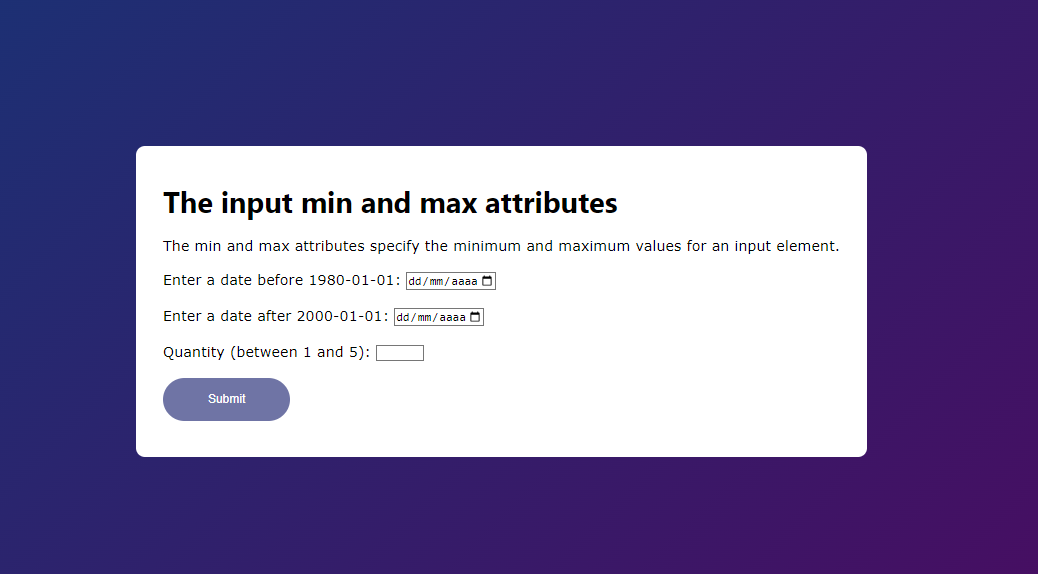 The input min and max attributes
The min and max attributes specify the minimum and maximum values for an input element.
Enter a date before 1980-01-01: dd/mm/aaaa
Enter a date after 2000-01-01: dd/mm/aaaa
Quantity (between 1 and 5):
Submit